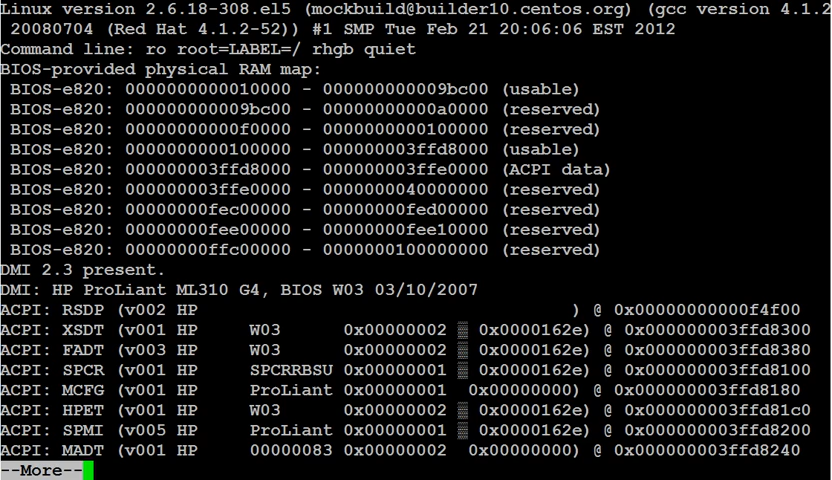 Linux version 2.6.18-308.el5 (mockbuild@builder10.centos.org) (gcc version 4.1.2
 20080704 (Red Hat 4.1.2-52)) #1 SMP Tue Feb 21 20:06:06 EST 2012
Command line: ro root=LABEL=/ rhgb quiet
BIOS-provided physical RAM map:
 BIOS-e820: 0000000000010000 - 000000000009bc00 (usable)
 BIOS-e820: 000000000009bc00 - 00000000000a0000 (reserved)
 BIOS-e820: 00000000000f0000 - 0000000000100000 (reserved)
 BIOS-e820: 0000000000100000 - 000000003ffd8000 (usable)
 BIOS-e820: 000000003ffd8000 - 000000003ffe0000 (ACPI data)
 BIOS-e820: 000000003ffe0000 - 0000000040000000 (reserved)
 BIOS-e820: 00000000fec00000 - 00000000fed00000 (reserved)
 BIOS-e820: 00000000fee00000 - 00000000fee10000 (reserved)
 BIOS-e820: 00000000ffc00000 - 0000000100000000 (reserved)
DMI 2.3 present.
DMI: HP ProLiant ML310 G4, BIOS W03 03/10/2007
ACPI: RSDP (v002 HP                                    ) @ 0x00000000000f4f00
ACPI: XSDT (v001 HP     W03      0x00000002 ▒ 0x0000162e) @ 0x000000003ffd8300
ACPI: FADT (v003 HP     W03      0x00000002 ▒ 0x0000162e) @ 0x000000003ffd8380
ACPI: SPCR (v001 HP     SPCRRBSU 0x00000001 ▒ 0x0000162e) @ 0x000000003ffd8100
ACPI: MCFG (v001 HP     ProLiant 0x00000001  0x00000000) @ 0x000000003ffd8180
ACPI: HPET (v001 HP     W03      0x00000002 ▒ 0x0000162e) @ 0x000000003ffd81c0
ACPI: SPMI (v005 HP     ProLiant 0x00000001 ▒ 0x0000162e) @ 0x000000003ffd8200
ACPI: MADT (v001 HP     00000083 0x00000002  0x00000000) @ 0x000000003ffd8240
--More--